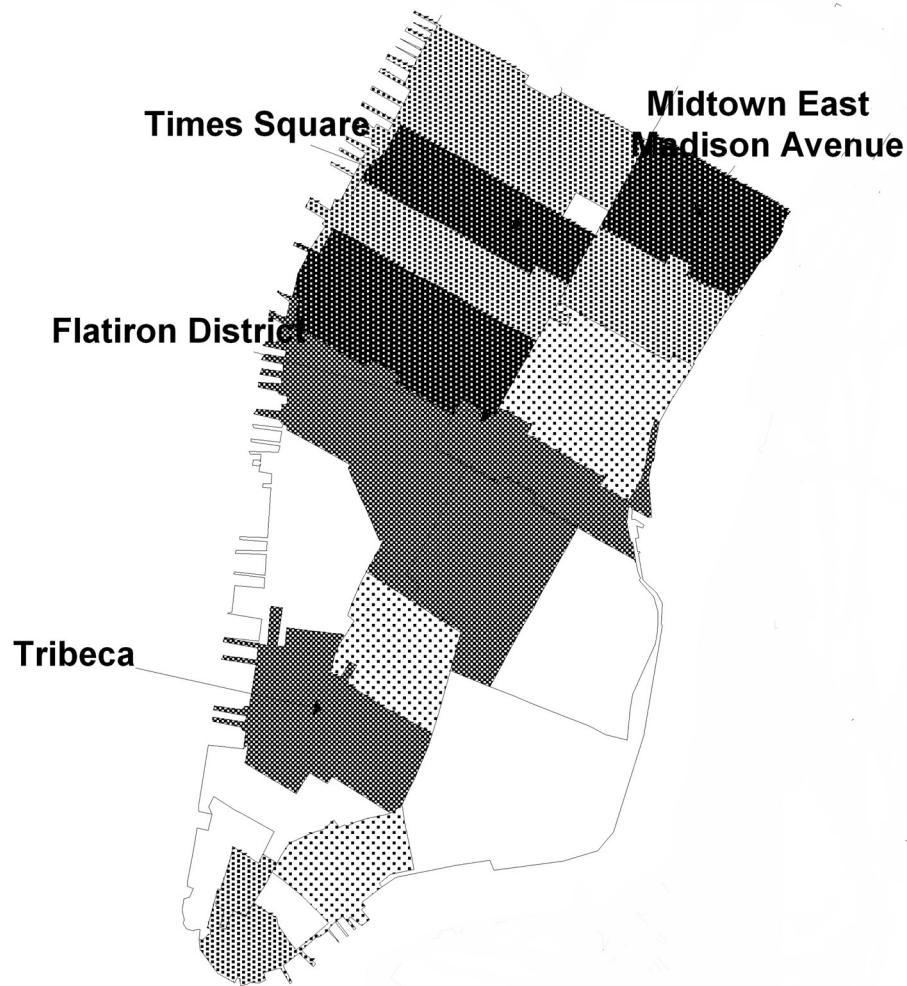 Midtown East
Times Square
Madison Avenue
Flatiron District
Tribeca